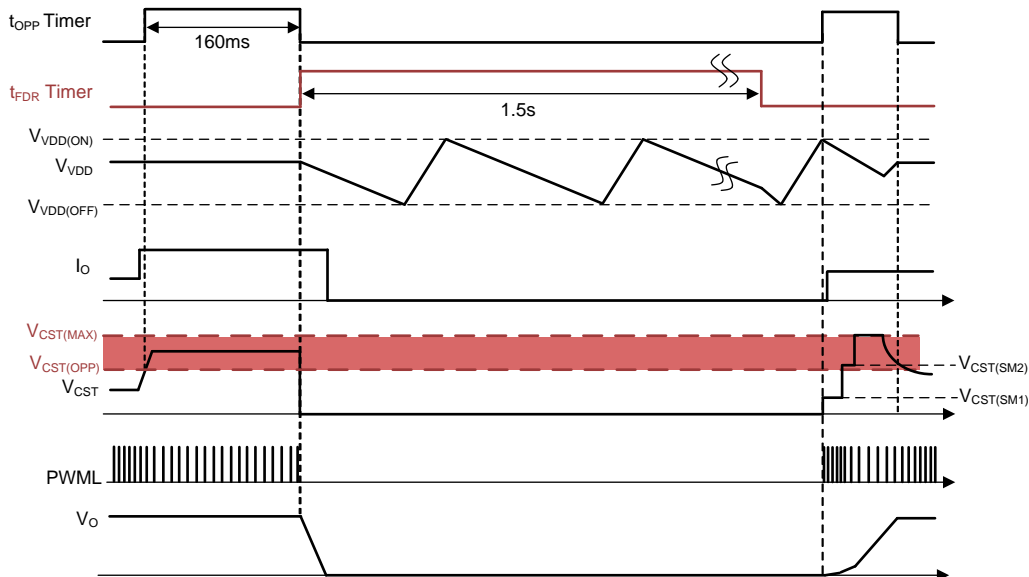 tOPP Timer
160ms
tFDR Timer
1.5s
VVDD(ON)
VVDD
VVDD(OFF)
IO
VCST(MAX)
VCST(OPP)
VCST(SM2)
VCST
VCST(SM1)
PWML
VO